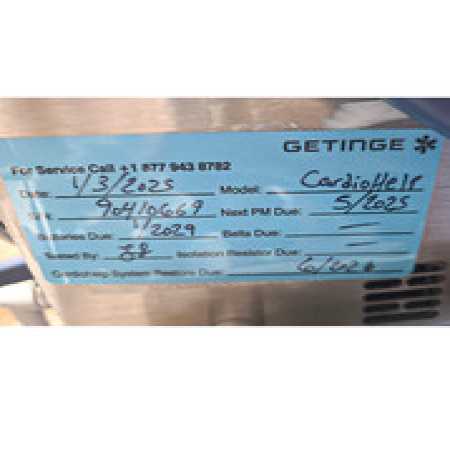 GETINGE
For Service Call +1 877 943 8782
Date: 1/3/2025 Model: CardioHelp
S/N: 90410669 Next PM Due: 5/2025
Batteries Due: 1/2029 Belts Due: —
Tested By: Isolation Resistor Due: —
Cardiohelp System Restore Due: 6/2026